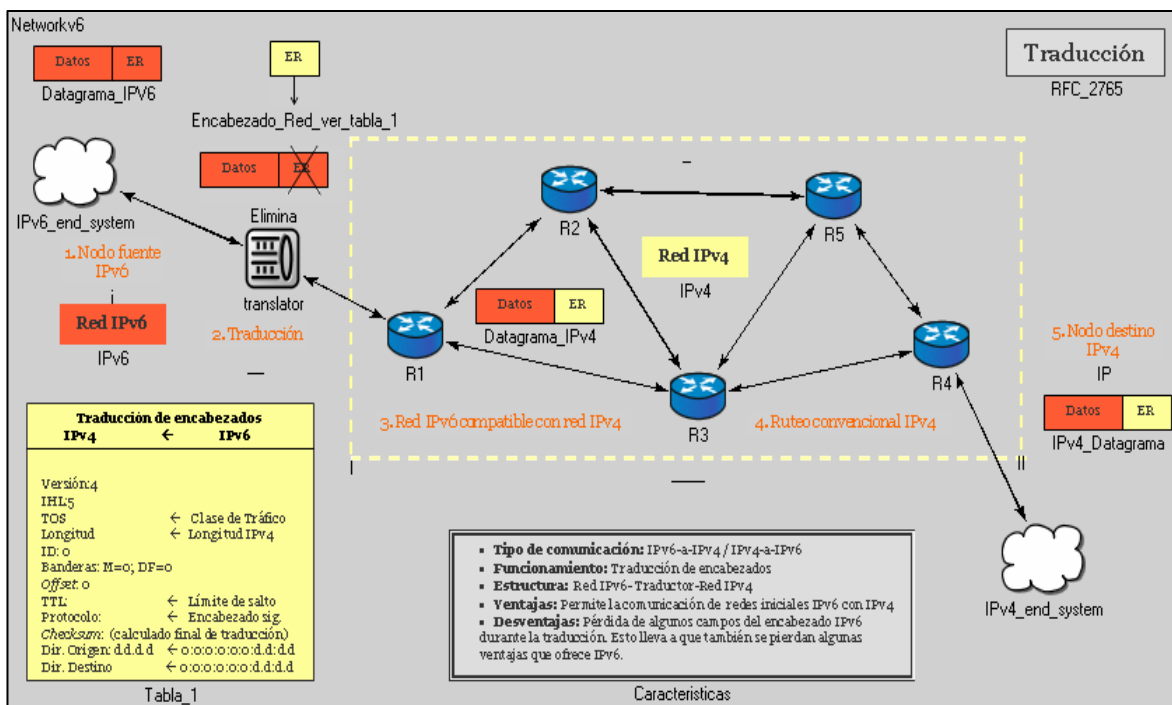 Networkv6
Datos ER
Datagrama_IPV6
ER
Encabezado_Red_ver_tabla_1
Traducción
RFC_2765
Datos ER
Elimina
IPv6_end_system
translator
1. Nodo fuente
IPv6
Red IPv6
IPv6
2. Traducción
R2
R5
Red IPv4
IPv4
Datos ER
Datagrama_IPv4
R1
R3
R4
3. Red IPv6 compatible con red IPv4
4. Ruteo convencional IPv4
5. Nodo destino
IPv4
IP
Datos ER
IPv4_Datagrama
IPv4_end_system
Traducción de encabezados
IPv4 ← IPv6
Versión:4
IHL:5
TOS ← Clase de Tráfico
Longitud ← Longitud IPv4
ID: 0
Banderas: M=0; DF=0
Offset: 0
TTL: ← Límite de salto
Protocolo: ← Encabezado sig.
Checksum: (calculado final de traducción)
Dir. Origen: d.d.d.d ← 0:0:0:0:0:0:d.d:d.d
Dir. Destino ← 0:0:0:0:0:0:d.d:d.d
Tabla_1
▪ Tipo de comunicación: IPv6-a-IPv4 / IPv4-a-IPv6
▪ Funcionamiento: Traducción de encabezados
▪ Estructura: Red IPv6- Traductor-Red IPv4
▪ Ventajas: Permite la comunicación de redes iniciales IPv6 con IPv4
▪ Desventajas: Pérdida de algunos campos del encabezado IPv6
durante la traducción. Esto lleva a que también se pierdan algunas
ventajas que ofrece IPv6.
Caracteristicas